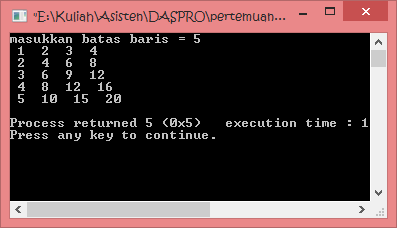 "E:\Kuliah\Asisten\DASPRO\pertemuah...
masukkan batas baris = 5
1 2 3 4
2 4 6 8
3 6 9 12
4 8 12 16
5 10 15 20
Process returned 5 (0x5) execution time : 1
Press any key to continue.